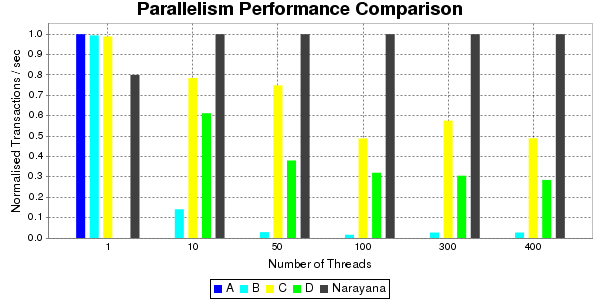 Parallelism Performance Comparison
Normalised Transactions / sec
1.0
0.9
0.8
0.7
0.6
0.5
0.4
0.3
0.2
0.1
0.0
1 10 50 100 300 400
Number of Threads
A B C D Narayana